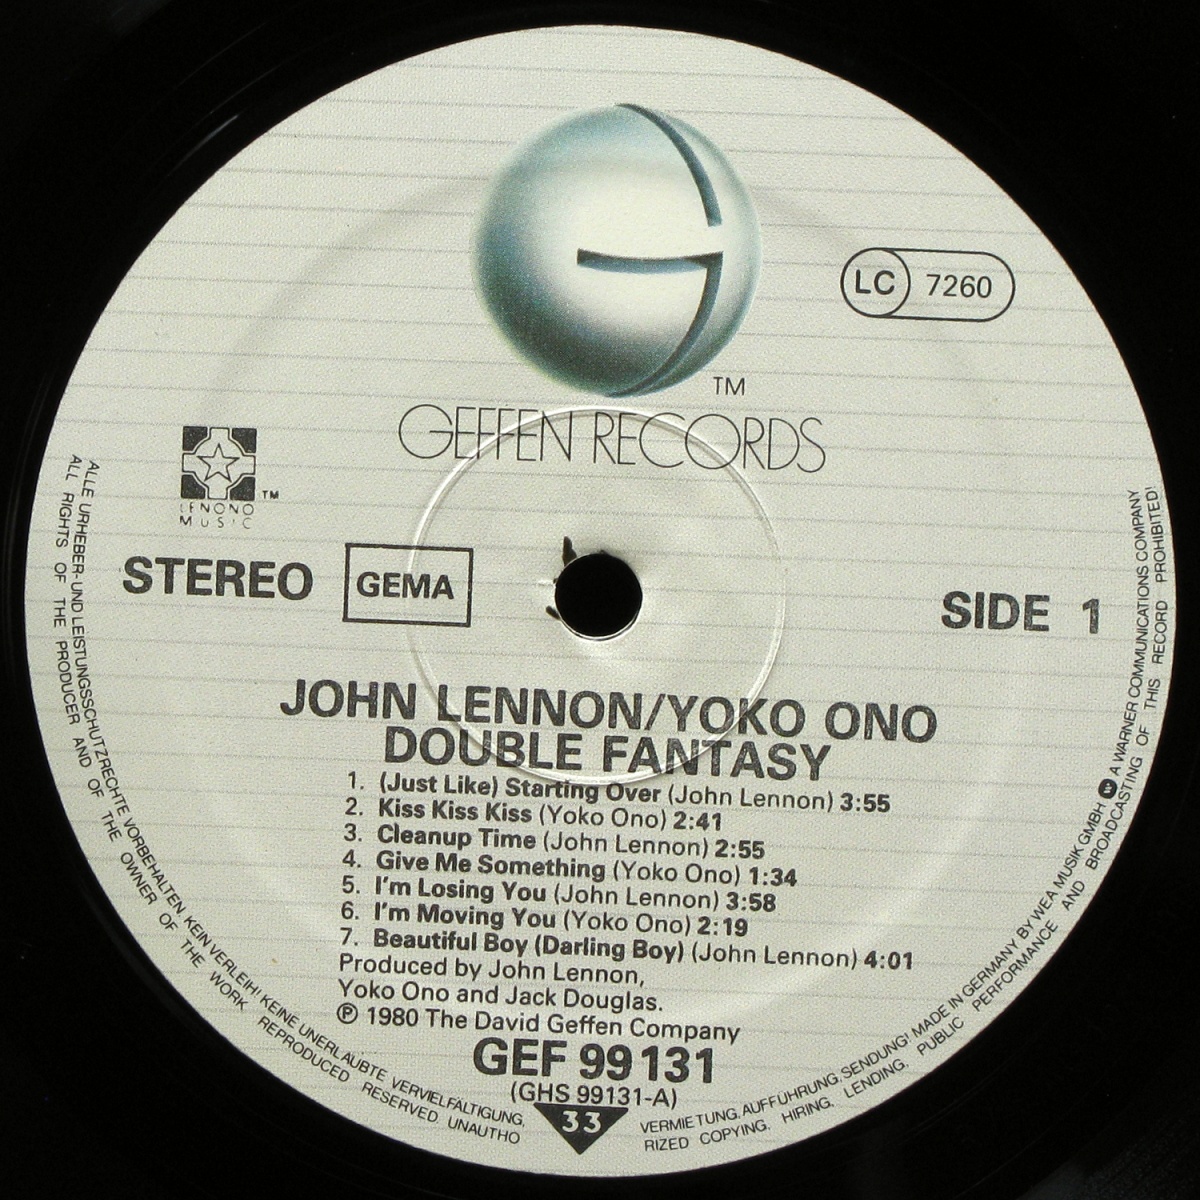 LC 7260
TM
GEFFEN RECORDS
TM
LENONO
MUSIC
STEREO GEMA
SIDE 1
JOHN LENNON/YOKO ONO
DOUBLE FANTASY
1. (Just Like) Starting Over (John Lennon) 3:55
2. Kiss Kiss Kiss (Yoko Ono) 2:41
3. Cleanup Time (John Lennon) 2:55
4. Give Me Something (Yoko Ono) 1:34
5. I'm Losing You (John Lennon) 3:58
6. I'm Moving You (Yoko Ono) 2:19
7. Beautiful Boy (Darling Boy) (John Lennon) 4:01
Produced by John Lennon,
Yoko Ono and Jack Douglas.
℗ 1980 The David Geffen Company
GEF 99131
(GHS 99131-A)
33
ALLE URHEBER-UND LEISTUNGSSCHUTZRECHTE VORBEHALTEN. KEIN VERLEIH! KEINE UNERLAUBTE VERVIELFÄLTIGUNG, VERMIETUNG, AUFFÜHRUNG, SENDUNG! MADE IN GERMANY BY WEA MUSIK GMBH W A WARNER COMMUNICATIONS COMPANY
ALL RIGHTS OF THE PRODUCER AND OF THE OWNER OF THE WORK REPRODUCED RESERVED. UNAUTHORIZED COPYING, HIRING, LENDING, PUBLIC PERFORMANCE AND BROADCASTING OF THIS RECORD PROHIBITED!